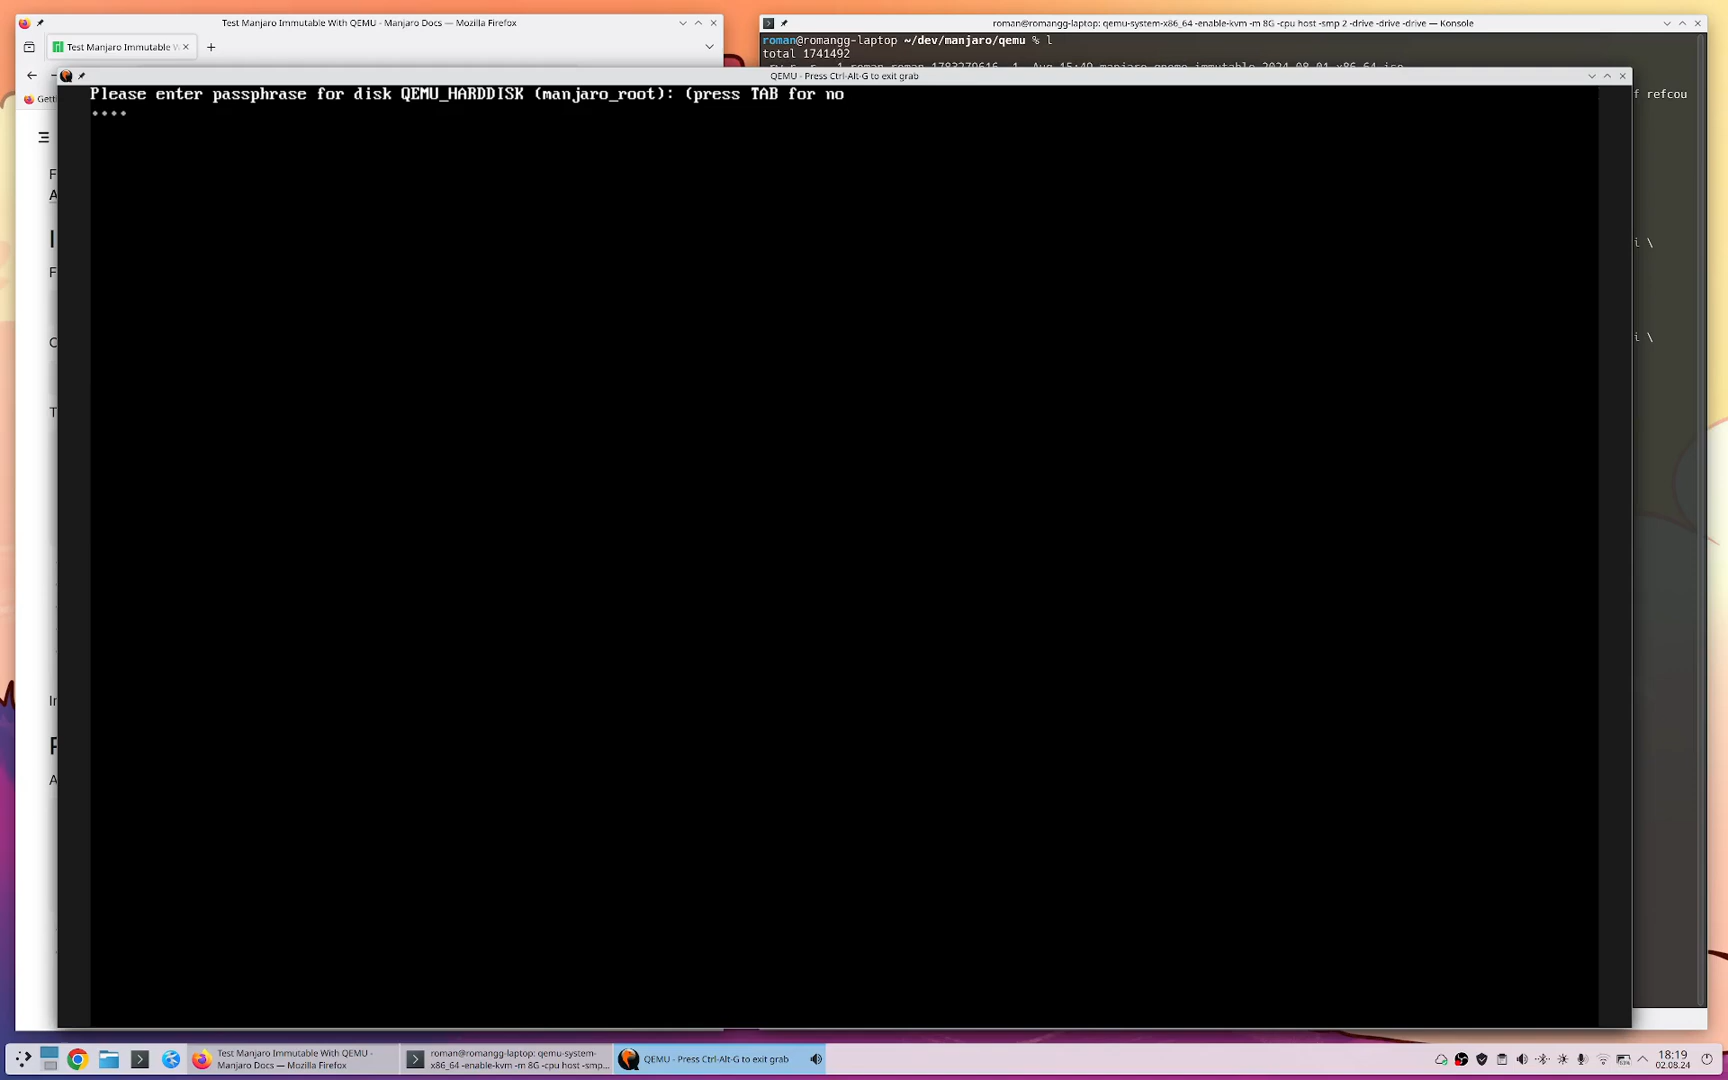 Test Manjaro Immutable With QEMU - Manjaro Docs — Mozilla Firefox
Test Manjaro Immutable W
roman@romangg-laptop: qemu-system-x86_64 -enable-kvm -m 8G -cpu host -smp 2 -drive -drive -drive — Konsole
roman@romangg-laptop ~/dev/manjaro/qemu % l
total 1741492
f refcou
i \
i \
Getti
F
A
I
F
C
T
In
F
A
QEMU - Press Ctrl-Alt-G to exit grab
Please enter passphrase for disk QEMU_HARDDISK (manjaro_root): (press TAB for no
••••
Test Manjaro Immutable With QEMU - Manjaro Docs — Mozilla Firefox
roman@romangg-laptop: qemu-system-x86_64 -enable-kvm -m 8G -cpu host -smp...
QEMU - Press Ctrl-Alt-G to exit grab
18:19
02.08.24